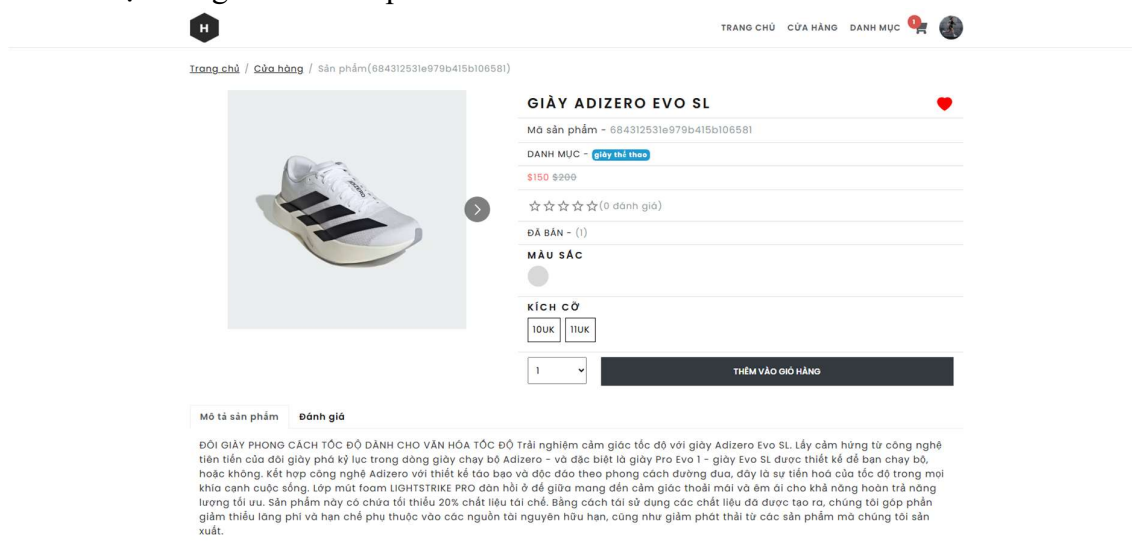 H
TRANG CHỦ CỬA HÀNG DANH MỤC 1
Trang chủ / Cửa hàng / Sản phẩm(684312531e979b415b106581)
GIÀY ADIZERO EVO SL
Mã sản phẩm - 684312531e979b415b106581
DANH MỤC - giày thể thao
$150 $200
(0 đánh giá)
ĐÃ BÁN - (1)
MÀU SẮC
KÍCH CỠ
10UK 11UK
1 THÊM VÀO GIỎ HÀNG
ADIZERO
Mô tả sản phẩm Đánh giá
ĐÔI GIÀY PHONG CÁCH TỐC ĐỘ DÀNH CHO VĂN HÓA TỐC ĐỘ Trải nghiệm cảm giác tốc độ với giày Adizero Evo SL. Lấy cảm hứng từ công nghệ
tiên tiến của đôi giày phá kỷ lục trong dòng giày chạy bộ Adizero - và đặc biệt là giày Pro Evo 1 - giày Evo SL được thiết kế để bạn chạy bộ,
hoặc không. Kết hợp công nghệ Adizero với thiết kế táo bạo và độc đáo theo phong cách đường đua, đây là sự tiến hoá của tốc độ trong mọi
khía cạnh cuộc sống. Lớp mút foam LIGHTSTRIKE PRO đàn hồi ở đế giữa mang đến cảm giác thoải mái và êm ái cho khả năng hoàn trả năng
lượng tối ưu. Sản phẩm này có chứa tối thiểu 20% chất liệu tái chế. Bằng cách tái sử dụng các chất liệu đã được tạo ra, chúng tôi góp phần
giảm thiểu lãng phí và hạn chế phụ thuộc vào các nguồn tài nguyên hữu hạn, cũng như giảm phát thải từ các sản phẩm mà chúng tôi sản
xuất.